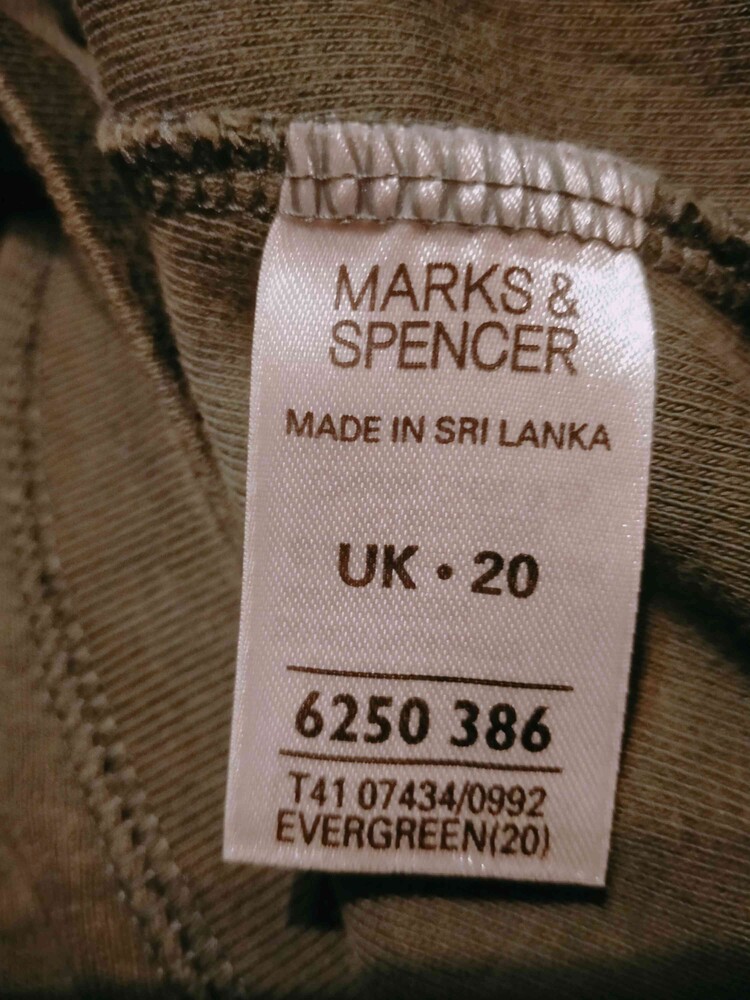 MARKS &
SPENCER
MADE IN SRI LANKA
UK • 20
6250 386
T41 07434/0992
EVERGREEN(20)